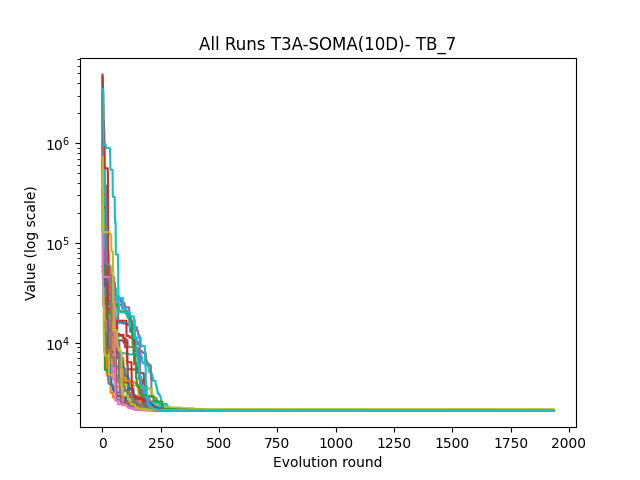 All Runs T3A-SOMA(10D)- TB_7
Value (log scale)
10^6
10^5
10^4
0 250 500 750 1000 1250 1500 1750 2000
Evolution round